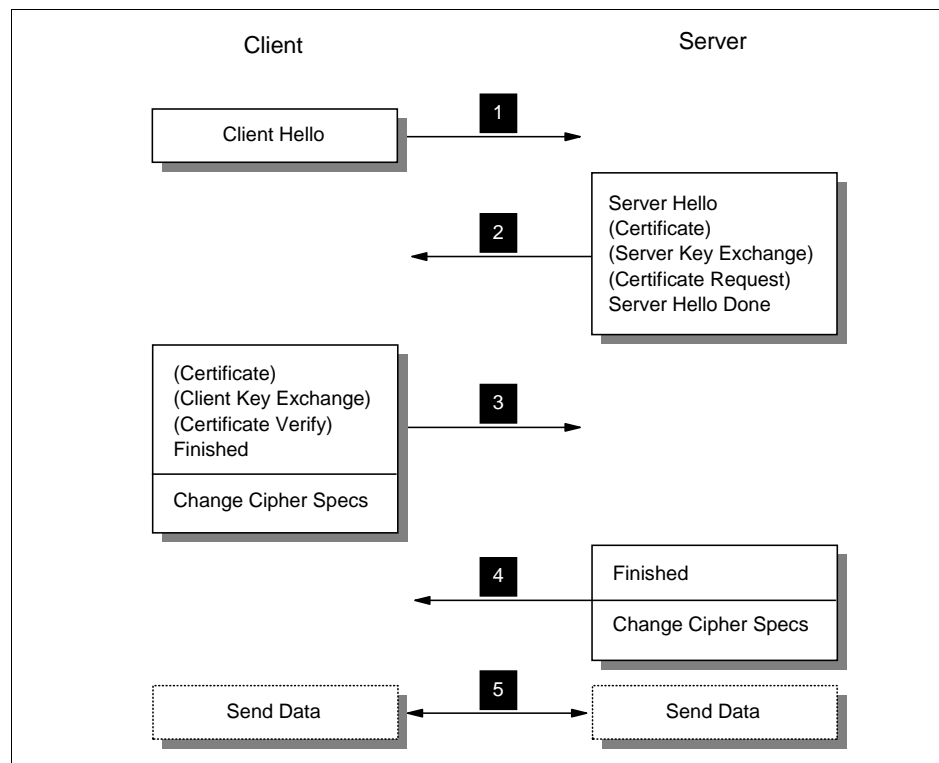 Client
Server
1
Client Hello
Server Hello
(Certificate)
(Server Key Exchange)
(Certificate Request)
Server Hello Done
2
(Certificate)
(Client Key Exchange)
(Certificate Verify)
Finished
Change Cipher Specs
3
4
Finished
Change Cipher Specs
5
Send Data
Send Data